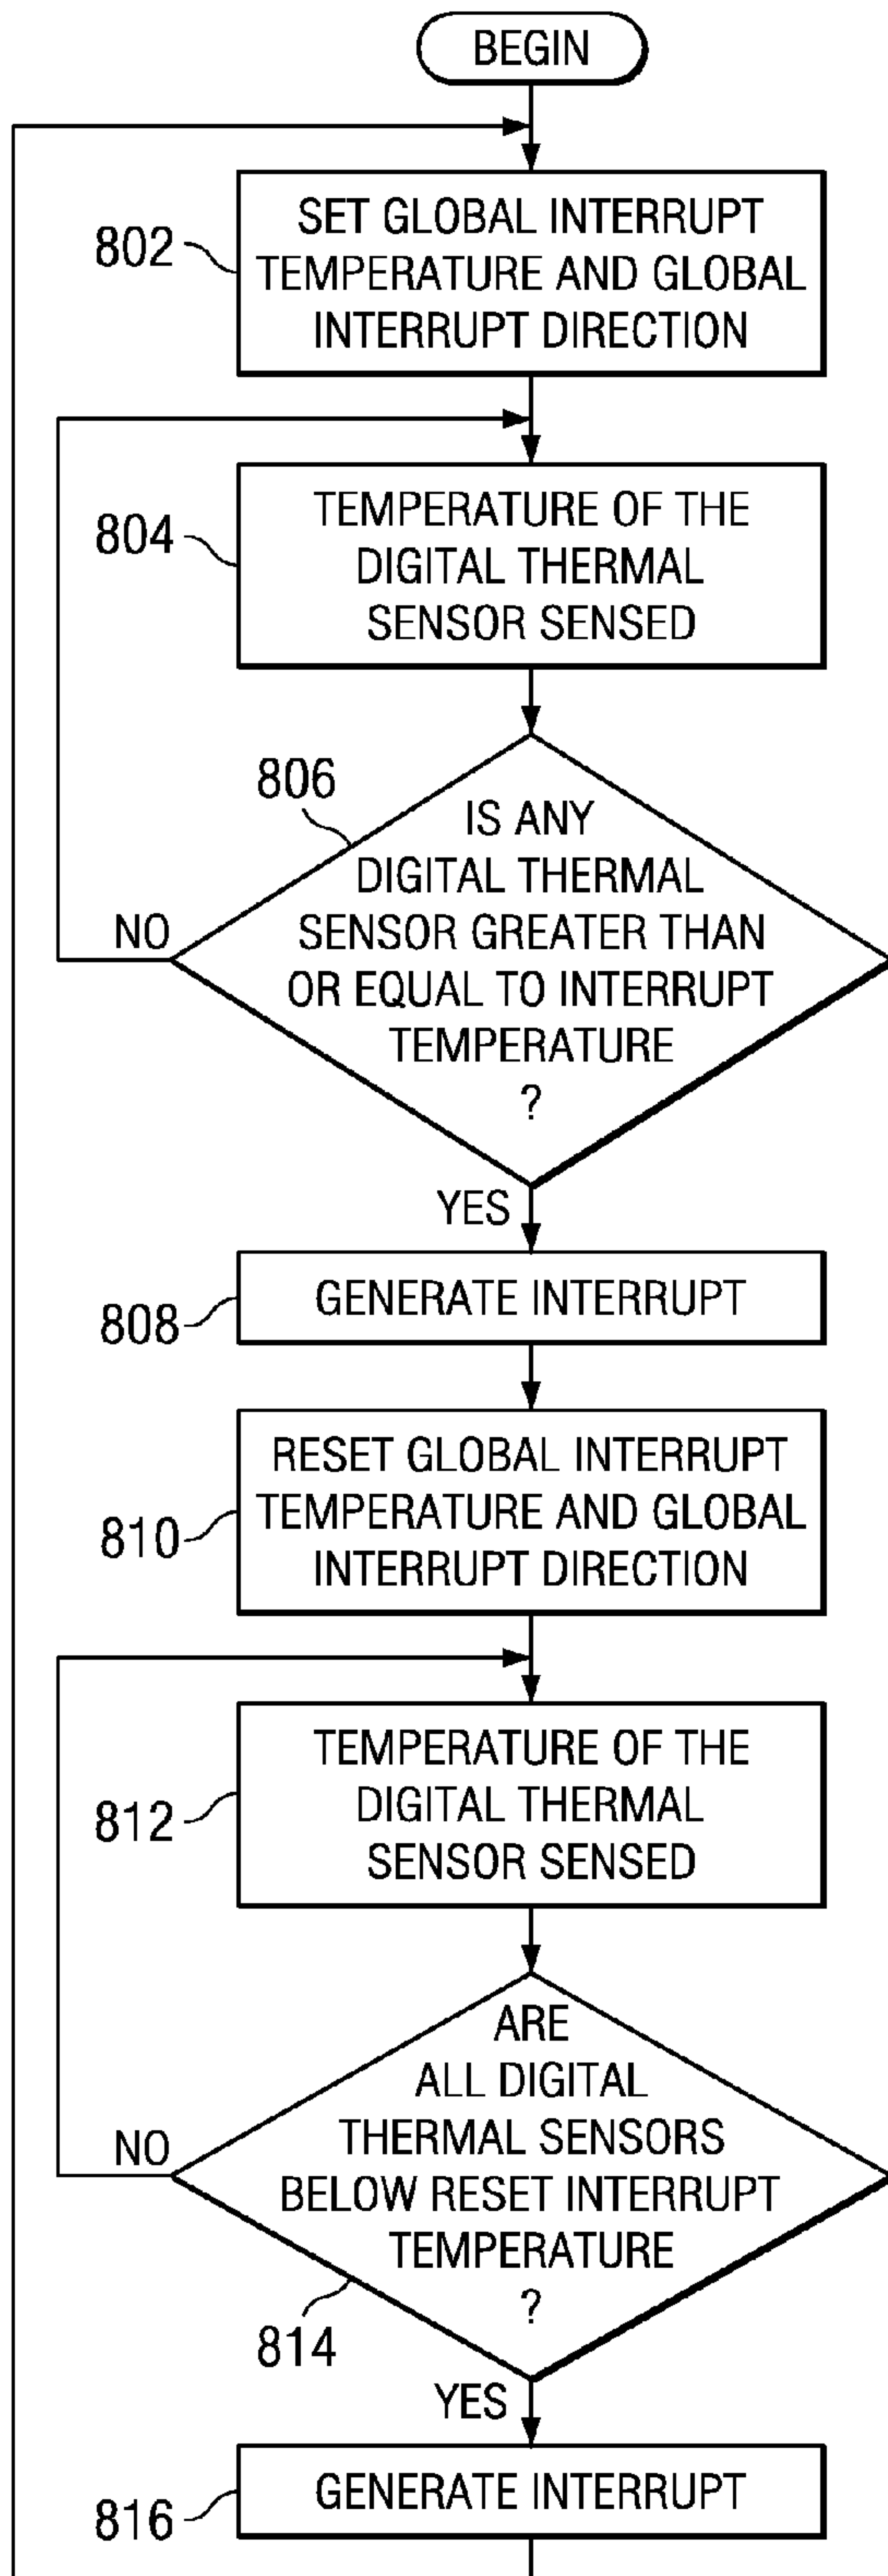 BEGIN
802
SET GLOBAL INTERRUPT
TEMPERATURE AND GLOBAL
INTERRUPT DIRECTION
804
TEMPERATURE OF THE
DIGITAL THERMAL
SENSOR SENSED
806
IS ANY
DIGITAL THERMAL
SENSOR GREATER THAN
OR EQUAL TO INTERRUPT
TEMPERATURE
?
NO
YES
808
GENERATE INTERRUPT
810
RESET GLOBAL INTERRUPT
TEMPERATURE AND GLOBAL
INTERRUPT DIRECTION
812
TEMPERATURE OF THE
DIGITAL THERMAL
SENSOR SENSED
ARE
ALL DIGITAL
THERMAL SENSORS
BELOW RESET INTERRUPT
TEMPERATURE
?
NO
814
YES
816
GENERATE INTERRUPT